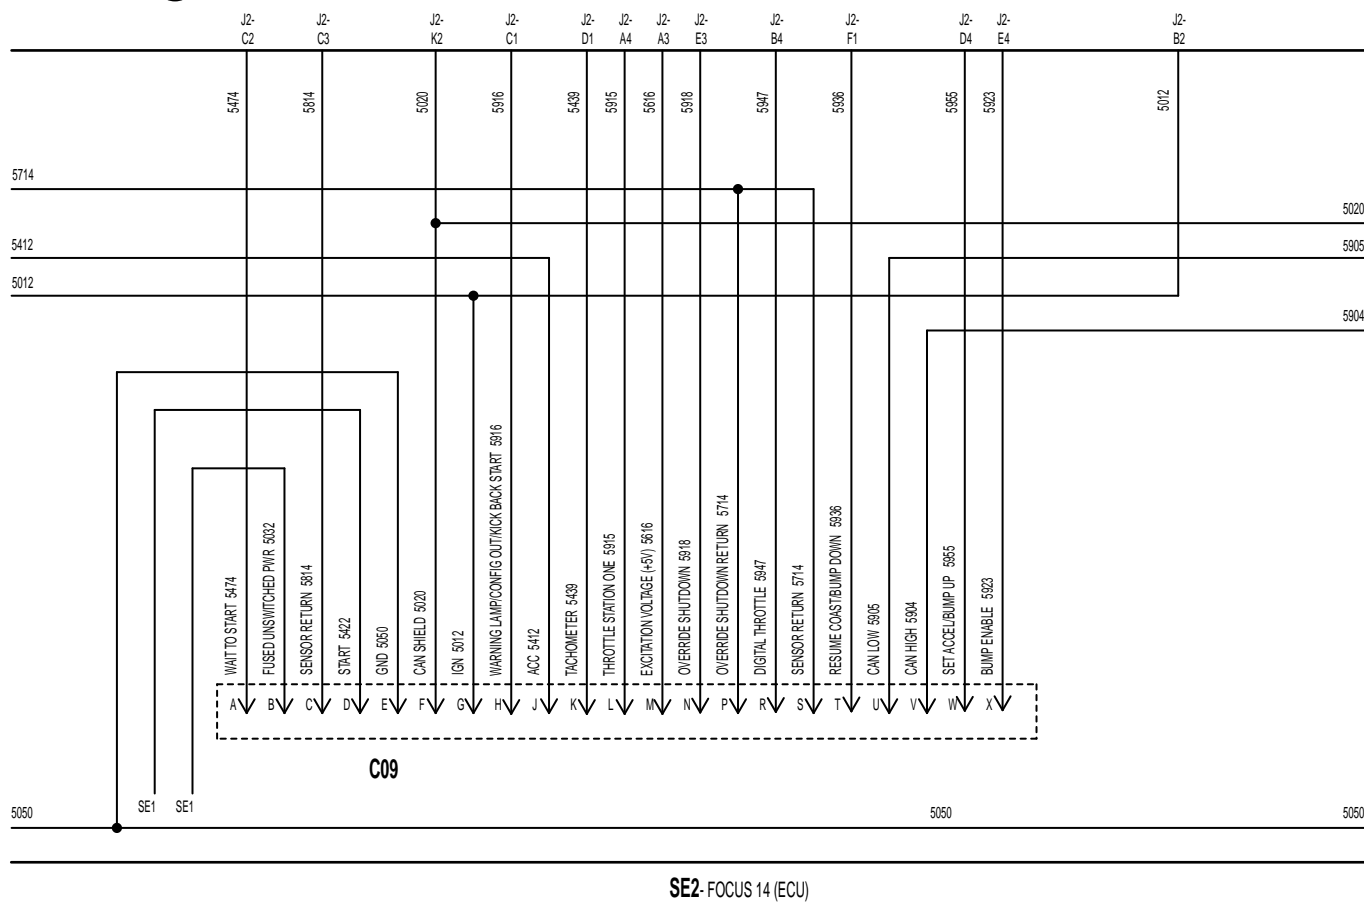 J2-C2
J2-C3
J2-K2
J2-C1
J2-D1
J2-A4
J2-A3
J2-E3
J2-B4
J2-F1
J2-D4
J2-E4
J2-B2
5474
5814
5020
5916
5439
5915
5616
5918
5947
5936
5955
5923
5012
5714
5020
5412
5905
5012
5904
WAIT TO START 5474
FUSED UNSWITCHED PWR 5032
SENSOR RETURN 5814
START 5422
GND 5050
CAN SHIELD 5020
IGN 5012
WARNING LAMP/CONFIG OUT/KICK BACK START 5916
ACC 5412
TACHOMETER 5439
THROTTLE STATION ONE 5915
EXCITATION VOLTAGE (+5V) 5616
OVERRIDE SHUTDOWN 5918
OVERRIDE SHUTDOWN RETURN 5714
DIGITAL THROTTLE 5947
SENSOR RETURN 5714
RESUME COAST/BUMP DOWN 5936
CAN LOW 5905
CAN HIGH 5904
SET ACCEL/BUMP UP 5955
BUMP ENABLE 5923
A B C D E F G H J K L M N P R S T U V W X
C09
SE1 SE1
5050 5050 5050
SE2- FOCUS 14 (ECU)